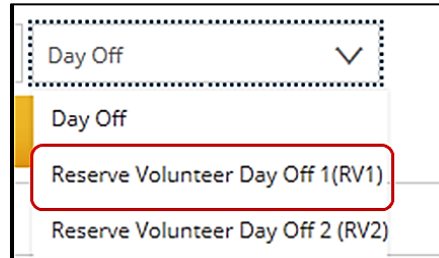 Day Off
Day Off
Reserve Volunteer Day Off 1(RV1)
Reserve Volunteer Day Off 2 (RV2)